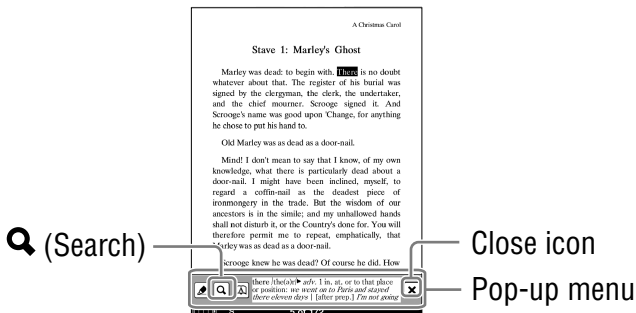 A Christmas Carol
Stave 1: Marley's Ghost
Marley was dead: to begin with. There is no doubt
whatever about that. The register of his burial was
signed by the clergyman, the clerk, the undertaker,
and the chief mourner. Scrooge signed it. And
Scrooge's name was good upon 'Change, for anything
he chose to put his hand to.
Old Marley was as dead as a door-nail.
Mind! I don't mean to say that I know, of my own
knowledge, what there is particularly dead about a
door-nail. I might have been inclined, myself, to
regard a coffin-nail as the deadest piece of
ironmongery in the trade. But the wisdom of our
ancestors is in the simile; and my unhallowed hands
shall not disturb it, or the Country's done for. You will
therefore permit me to repeat, emphatically, that
Marley was as dead as a door-nail.
Scrooge knew he was dead? Of course he did. How
(Search)
Close icon
Pop-up menu
there /the(ə)r/ adv. 1 in, at, or to that place
or position: we went on to Paris and stayed
there eleven days | [after prep.] I'm not going
5 of 172